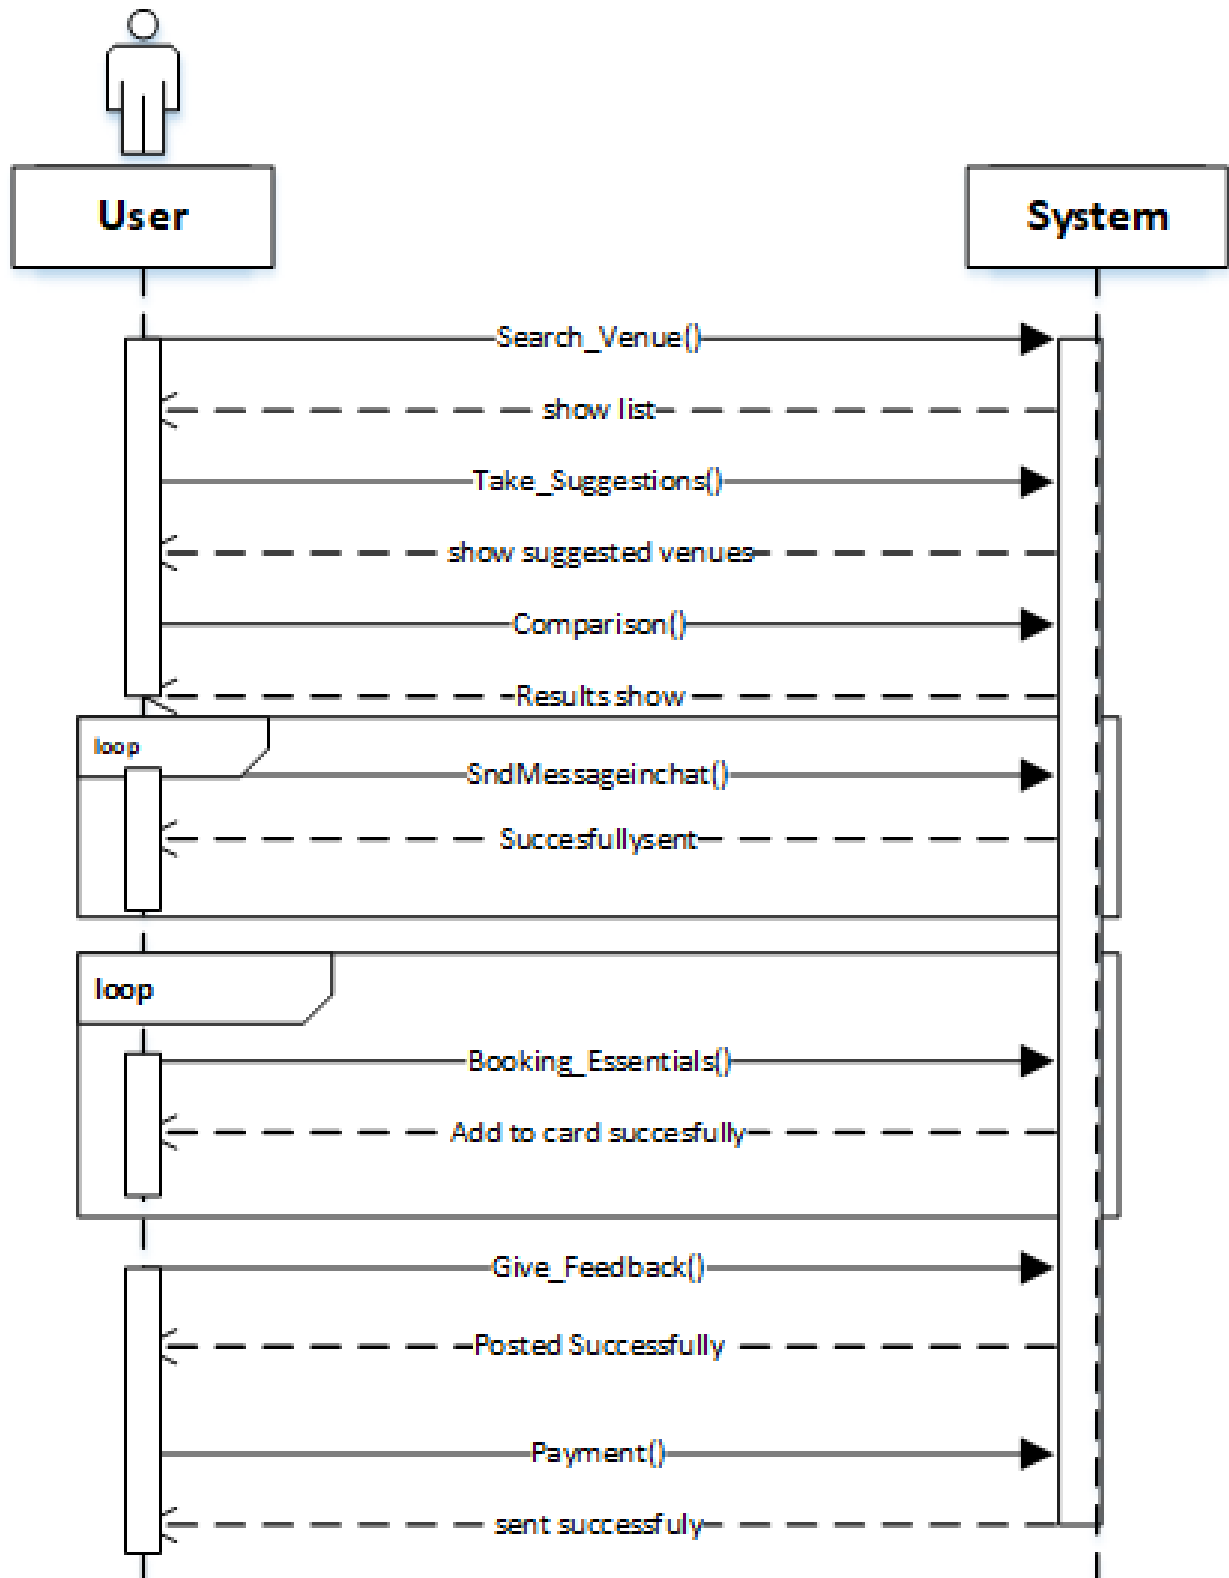 User
System
Search_Venue()
show list
Take_Suggestions()
show suggested venues
Comparison()
Results show
loop
SndMessageinchat()
Succesfullysent
loop
Booking_Essentials()
Add to card succesfully
Give_Feedback()
Posted Successfully
Payment()
sent successfuly